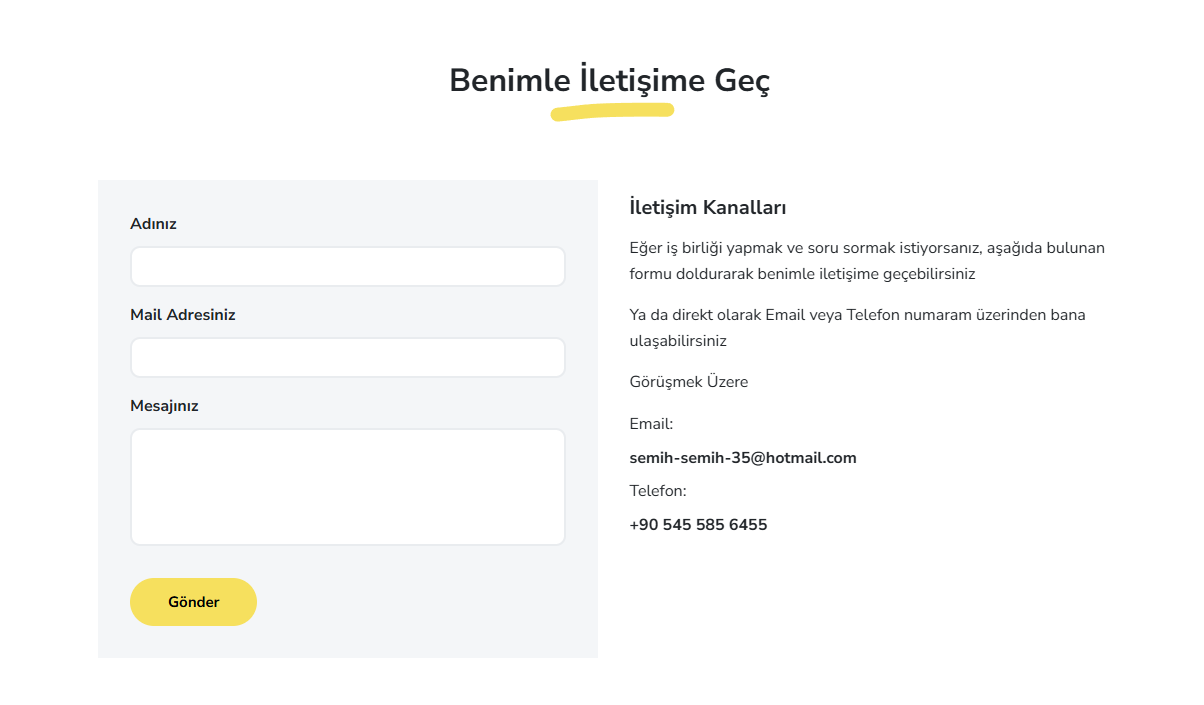 Benimle İletişime Geç
Adınız
Mail Adresiniz
Mesajınız
Gönder
İletişim Kanalları
Eğer iş birliği yapmak ve soru sormak istiyorsanız, aşağıda bulunan
formu doldurarak benimle iletişime geçebilirsiniz
Ya da direkt olarak Email veya Telefon numaram üzerinden bana
ulaşabilirsiniz
Görüşmek Üzere
Email:
semih-semih-35@hotmail.com
Telefon:
+90 545 585 6455